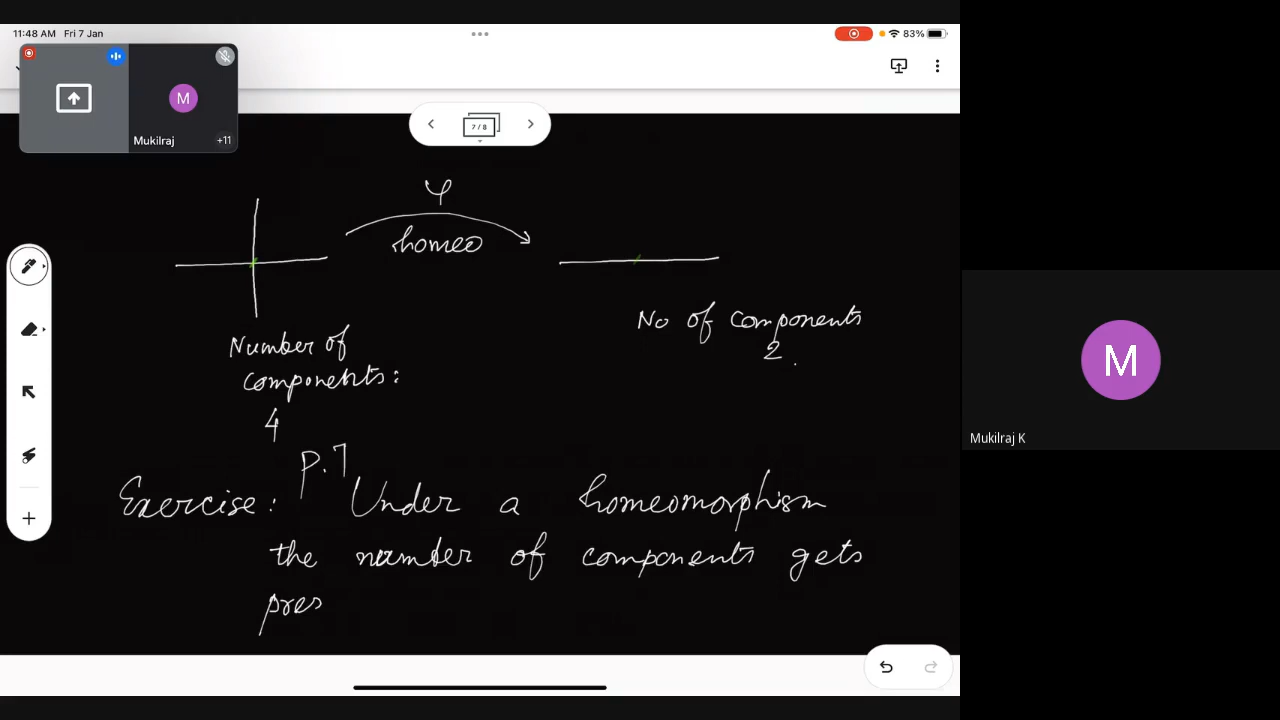 11:48 AM Fri 7 Jan
83%
M
Mukilraj
+11
7 / 8
φ
homeo
Number of
components:
4
No of components
2.
p.7
Exercise: Under a homeomorphism
the number of components gets
pres
M
Mukilraj K